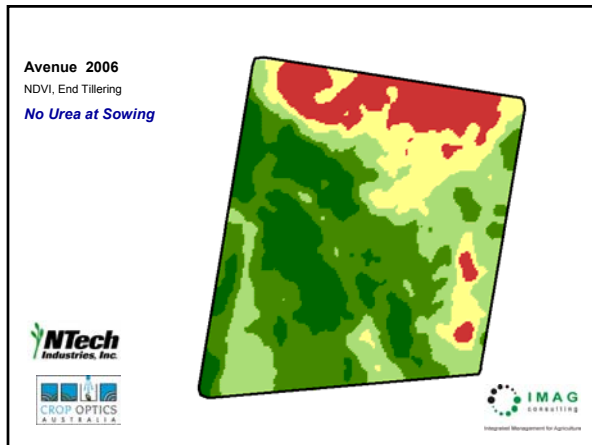 Avenue 2006
NDVI, End Tillering
No Urea at Sowing
NTech
Industries, Inc.
CROP OPTICS
AUSTRALIA
IMAG
consulting
Integrated Management for Agriculture